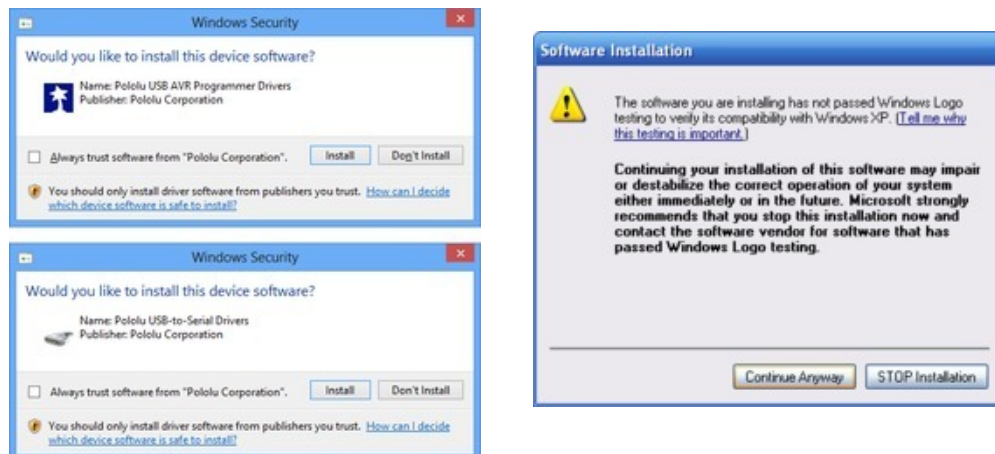 Windows Security
Would you like to install this device software?
Name: Pololu USB AVR Programmer Drivers
Publisher: Pololu Corporation
Always trust software from "Pololu Corporation".
Install
Don't Install
You should only install driver software from publishers you trust. How can I decide
which device software is safe to install?
Windows Security
Would you like to install this device software?
Name: Pololu USB-to-Serial Drivers
Publisher: Pololu Corporation
Always trust software from "Pololu Corporation".
Install
Don't Install
You should only install driver software from publishers you trust. How can I decide
which device software is safe to install?
Software Installation
The software you are installing has not passed Windows Logo
testing to verify its compatibility with Windows XP. (Tell me why
this testing is important.)
Continuing your installation of this software may impair
or destabilize the correct operation of your system
either immediately or in the future. Microsoft strongly
recommends that you stop this installation now and
contact the software vendor for software that has
passed Windows Logo testing.
Continue Anyway
STOP Installation